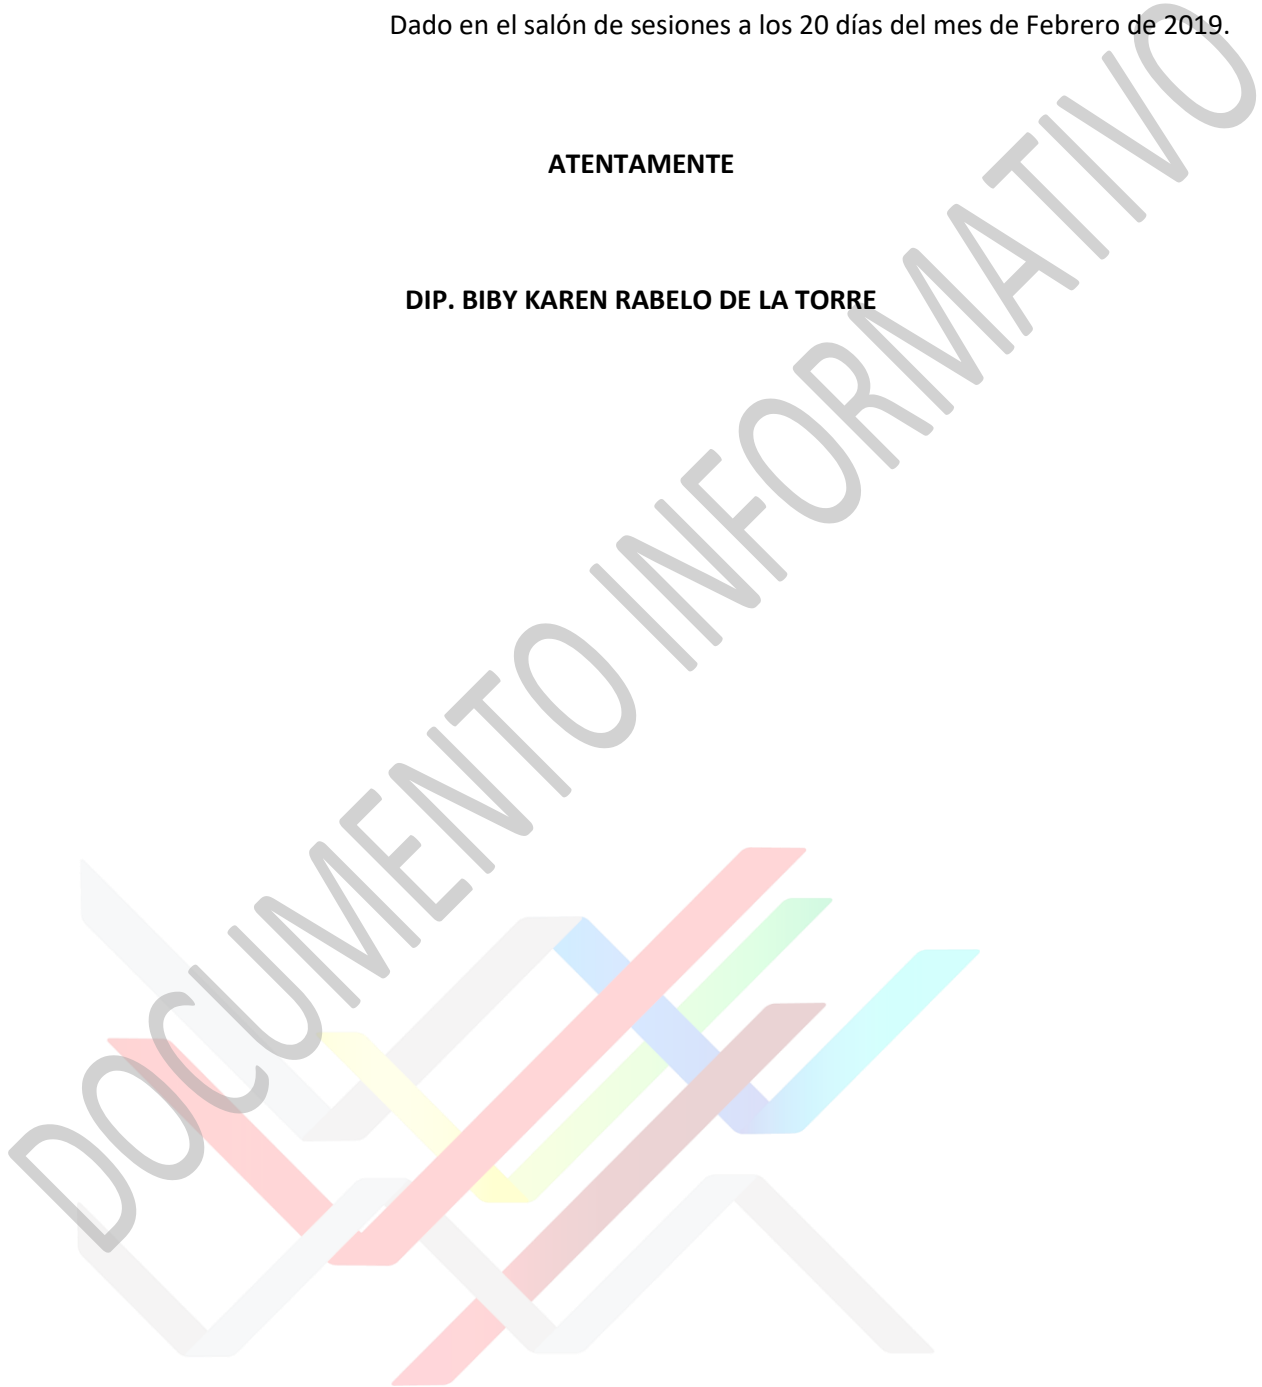 Dado en el salón de sesiones a los 20 días del mes de Febrero de 2019.
ATENTAMENTE
DIP. BIBY KAREN RABELO DE LA TORRE
DOCUMENTO INFORMATIVO